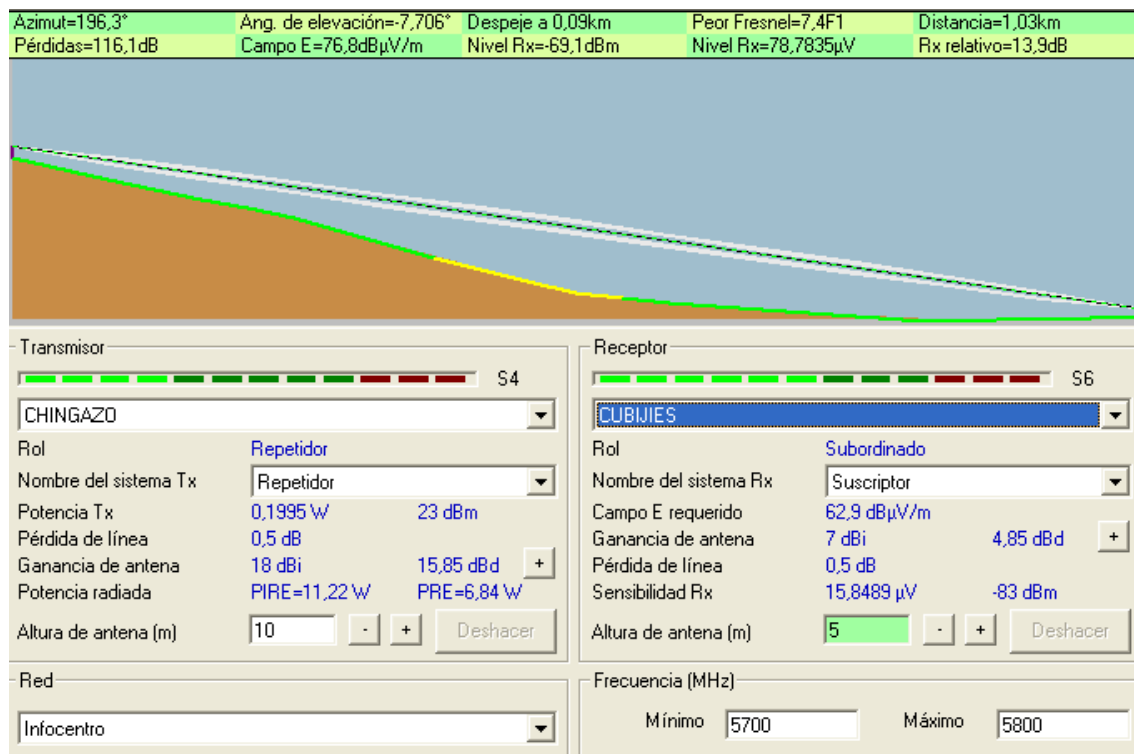 Azimut=196,3° Ang. de elevación=-7,706° Despeje a 0,09km Peor Fresnel=7,4F1 Distancia=1,03km
Pérdidas=116,1dB Campo E=76,8dBµV/m Nivel Rx=-69,1dBm Nivel Rx=78,7835µV Rx relativo=13,9dB
Transmisor
S4
CHINGAZO
Rol Repetidor
Nombre del sistema Tx Repetidor
Potencia Tx 0,1995 W 23 dBm
Pérdida de línea 0,5 dB
Ganancia de antena 18 dBi 15,85 dBd +
Potencia radiada PIRE=11,22 W PRE=6,84 W
Altura de antena (m) 10 - + Deshacer
Red
Infocentro
Receptor
S6
CUBIJIES
Rol Subordinado
Nombre del sistema Rx Suscriptor
Campo E requerido 62,9 dBµV/m
Ganancia de antena 7 dBi 4,85 dBd +
Pérdida de línea 0,5 dB
Sensibilidad Rx 15,8489 µV -83 dBm
Altura de antena (m) 5 - + Deshacer
Frecuencia (MHz)
Mínimo 5700 Máximo 5800